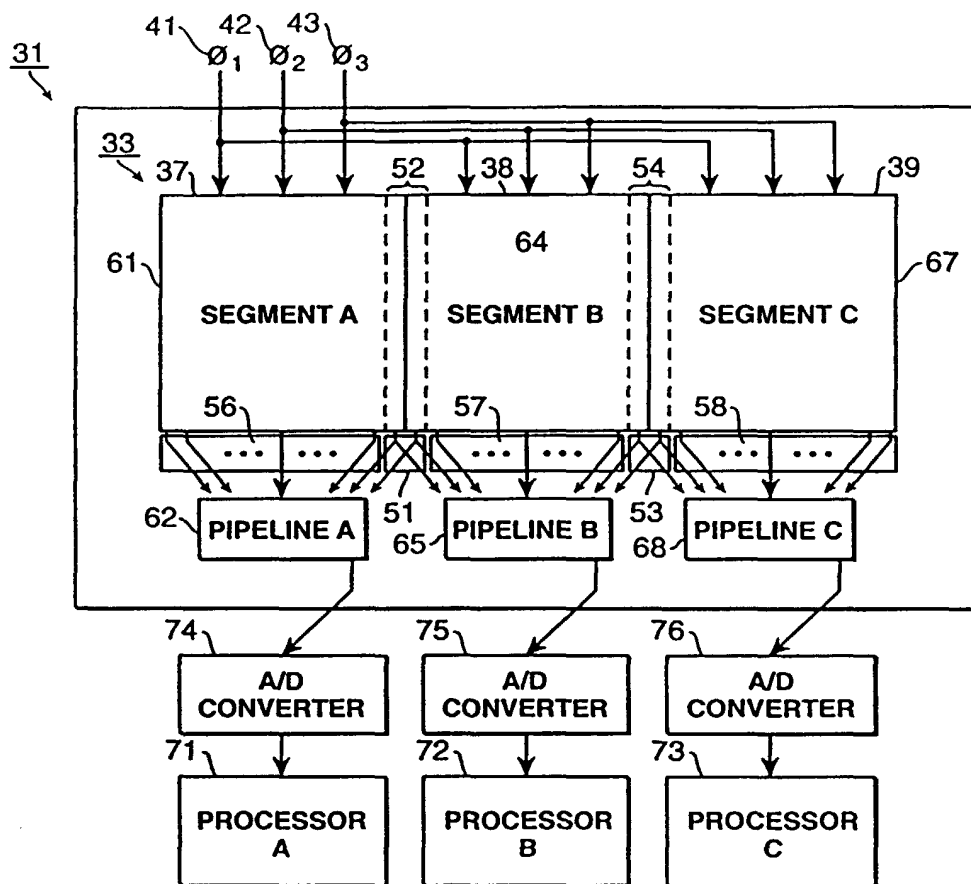 41 42 43
Ø1 Ø2 Ø3
31
33
37 52 38 54 39
61 64 67
SEGMENT A SEGMENT B SEGMENT C
56 57 58
62 51 65 53 68
PIPELINE A PIPELINE B PIPELINE C
74 75 76
A/D CONVERTER A/D CONVERTER A/D CONVERTER
71 72 73
PROCESSOR A PROCESSOR B PROCESSOR C